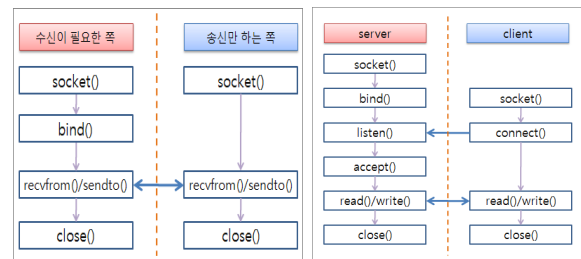 수신이 필요한 쪽
송신만 하는 쪽
socket()
socket()
bind()
recvfrom()/sendto()
recvfrom()/sendto()
close()
close()
server
client
socket()
bind()
socket()
listen()
connect()
accept()
read()/write()
read()/write()
close()
close()